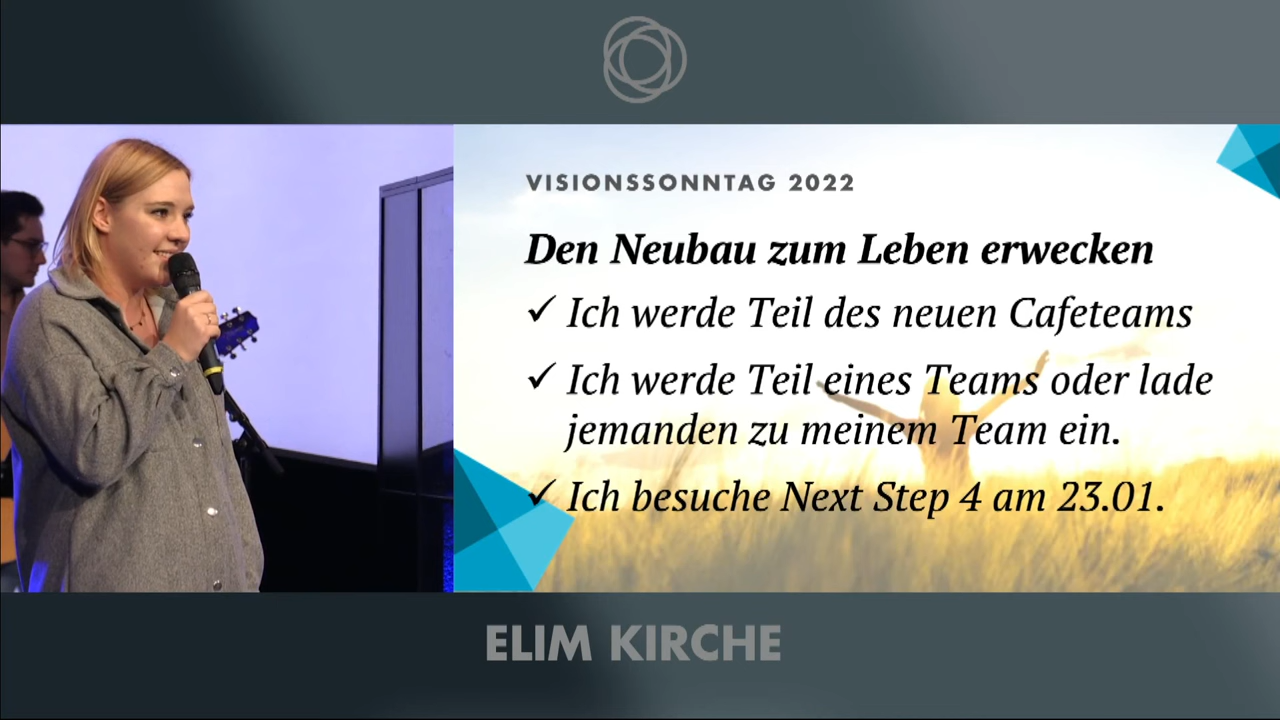 VISIONSSONNTAG 2022
Den Neubau zum Leben erwecken
✓ Ich werde Teil des neuen Cafeteams
✓ Ich werde Teil eines Teams oder lade
jemanden zu meinem Team ein.
✓ Ich besuche Next Step 4 am 23.01.
ELIM KIRCHE